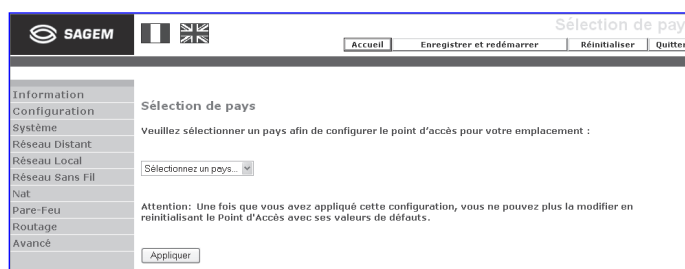 SAGEM
Sélection de pay
Accueil
Enregistrer et redémarrer
Réinitialiser
Quitter
Information
Configuration
Système
Réseau Distant
Réseau Local
Réseau Sans Fil
Nat
Pare-Feu
Routage
Avancé
Sélection de pays
Veuillez sélectionner un pays afin de configurer le point d'accès pour votre emplacement :
Sélectionnez un pays...
Attention: Une fois que vous avez appliqué cette configuration, vous ne pouvez plus la modifier en
reinitialisant le Point d'Accès avec ses valeurs de défauts.
Appliquer